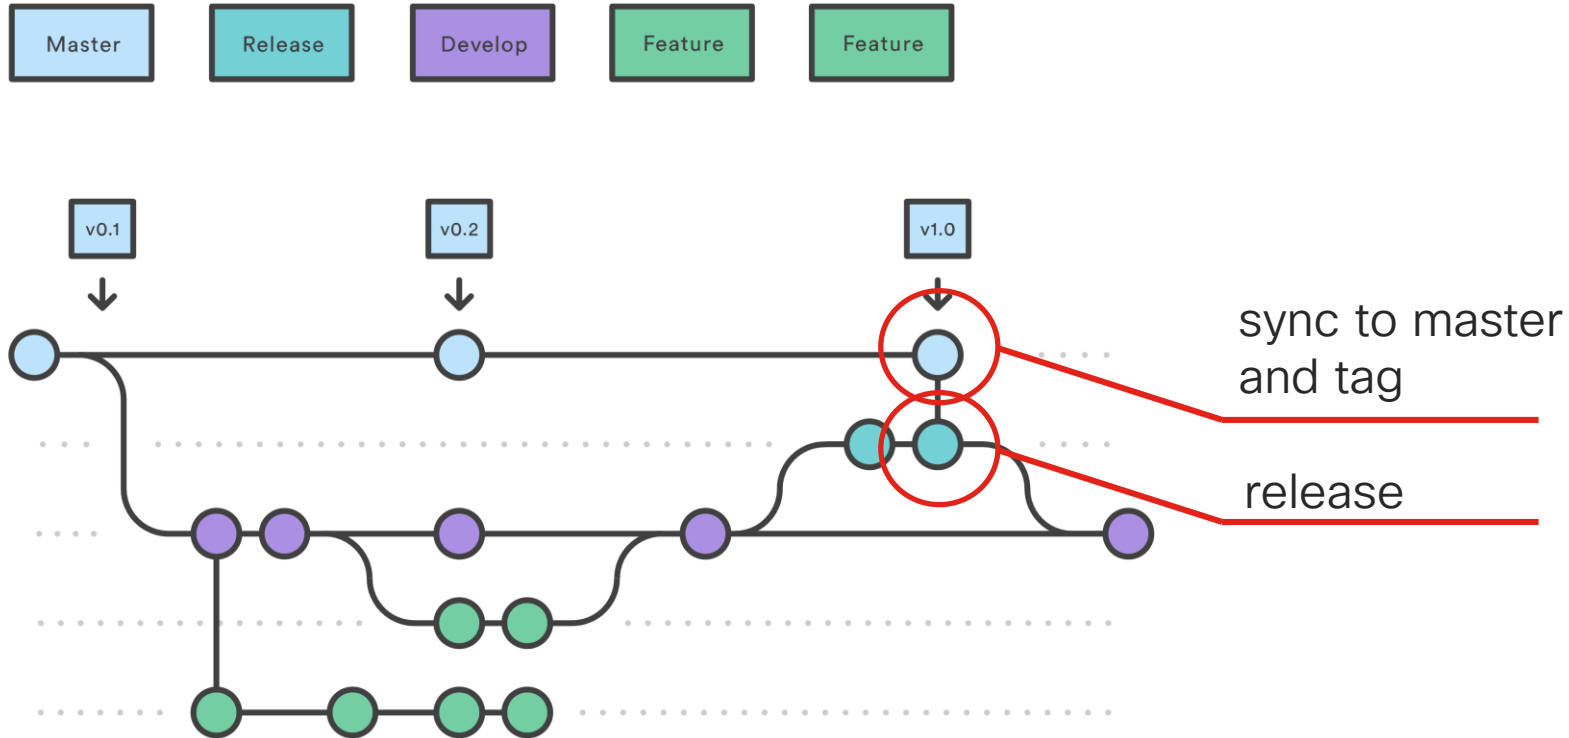 Master
Release
Develop
Feature
Feature
v0.1
v0.2
v1.0
sync to master
and tag
release